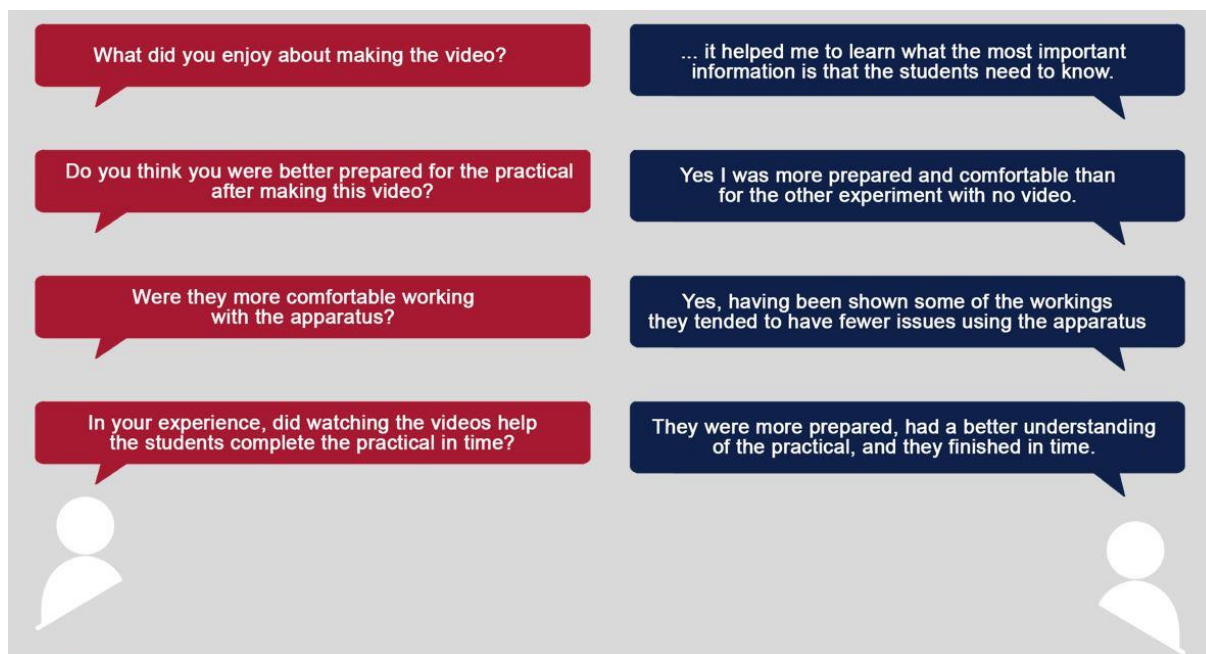 What did you enjoy about making the video?
... it helped me to learn what the most important
information is that the students need to know.
Do you think you were better prepared for the practical
after making this video?
Yes I was more prepared and comfortable than
for the other experiment with no video.
Were they more comfortable working
with the apparatus?
Yes, having been shown some of the workings
they tended to have fewer issues using the apparatus
In your experience, did watching the videos help
the students complete the practical in time?
They were more prepared, had a better understanding
of the practical, and they finished in time.